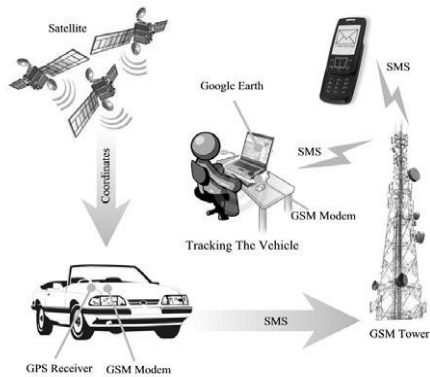 Satellite
SMS
Google Earth
SMS
Coordinates
GSM Modem
Tracking The Vehicle
SMS
GPS Receiver
GSM Modem
GSM Tower